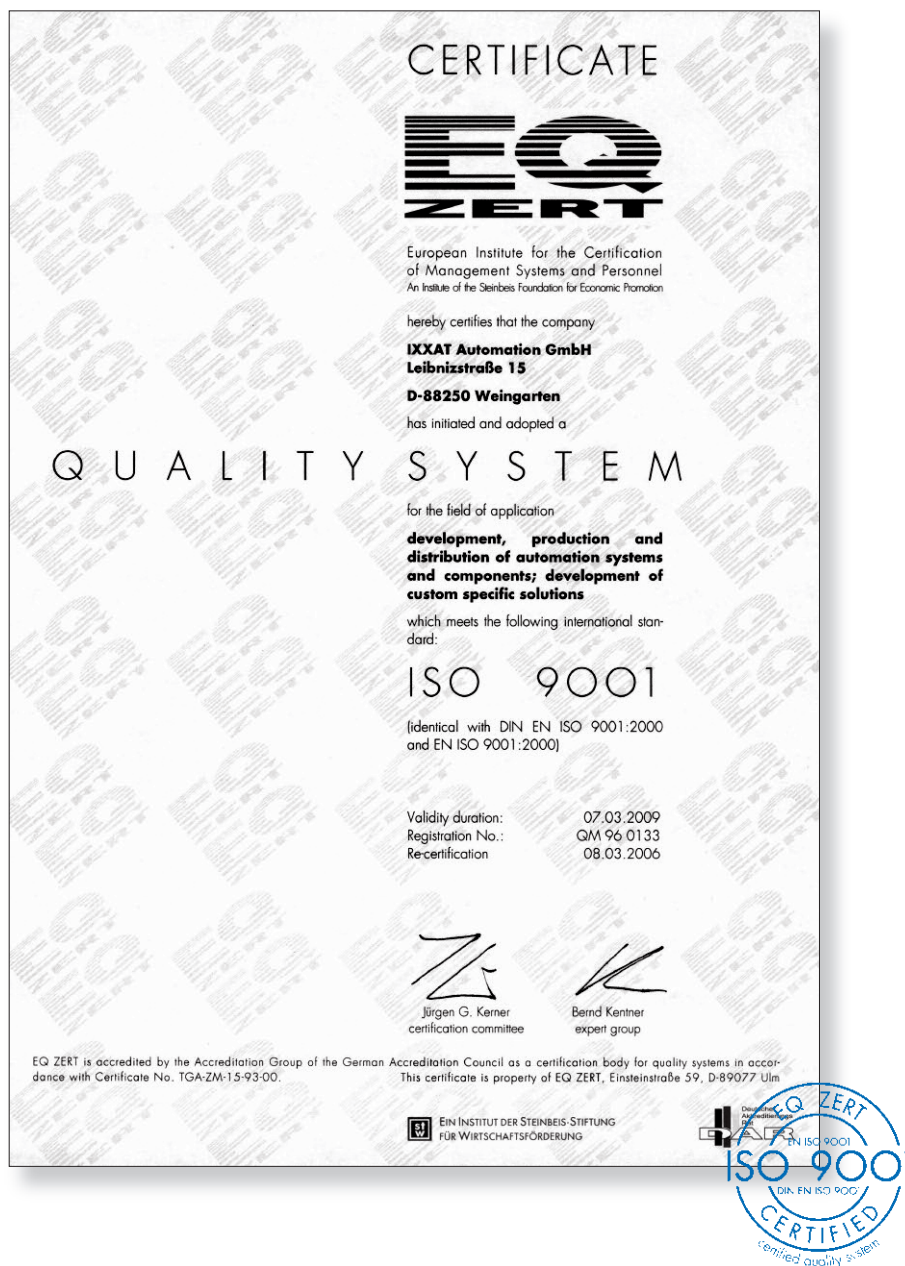 CERTIFICATE
EQ
ZERT
European Institute for the Certification
of Management Systems and Personnel
An Institute of the Steinbeis Foundation for Economic Promotion
hereby certifies that the company
IXXAT Automation GmbH
Leibnizstraße 15
D-88250 Weingarten
has initiated and adopted a
QUALITY SYSTEM
for the field of application
development, production and
distribution of automation systems
and components; development of
custom specific solutions
which meets the following international stan-
dard:
ISO 9001
(identical with DIN EN ISO 9001:2000
and EN ISO 9001:2000)
Validity duration: 07.03.2009
Registration No.: QM 96 0133
Re-certification 08.03.2006
Jürgen G. Kerner
certification committee
Bernd Kentner
expert group
EQ ZERT is accredited by the Accreditation Group of the German Accreditation Council as a certification body for quality systems in accor-
dance with Certificate No. TGA-ZM-15-93-00. This certificate is property of EQ ZERT, Einsteinstraße 59, D-89077 Ulm
st
w
EIN INSTITUT DER STEINBEIS-STIFTUNG
FÜR WIRTSCHAFTSFÖRDERUNG
Deutscher
Akkreditierungs
Rat
DAR
EQ ZERT
EN ISO 9001
ISO 900
DIN EN ISO 900
CERTIFIED
certified quality system